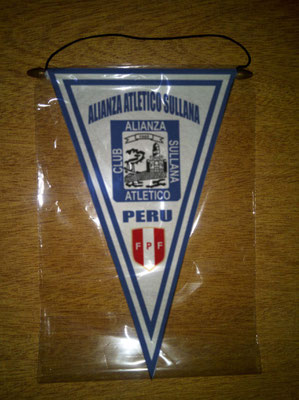 ALIANZA ATLETICO SULLANA
ALIANZA
CLUB
SULLANA
ATLETICO
PERU
FPF